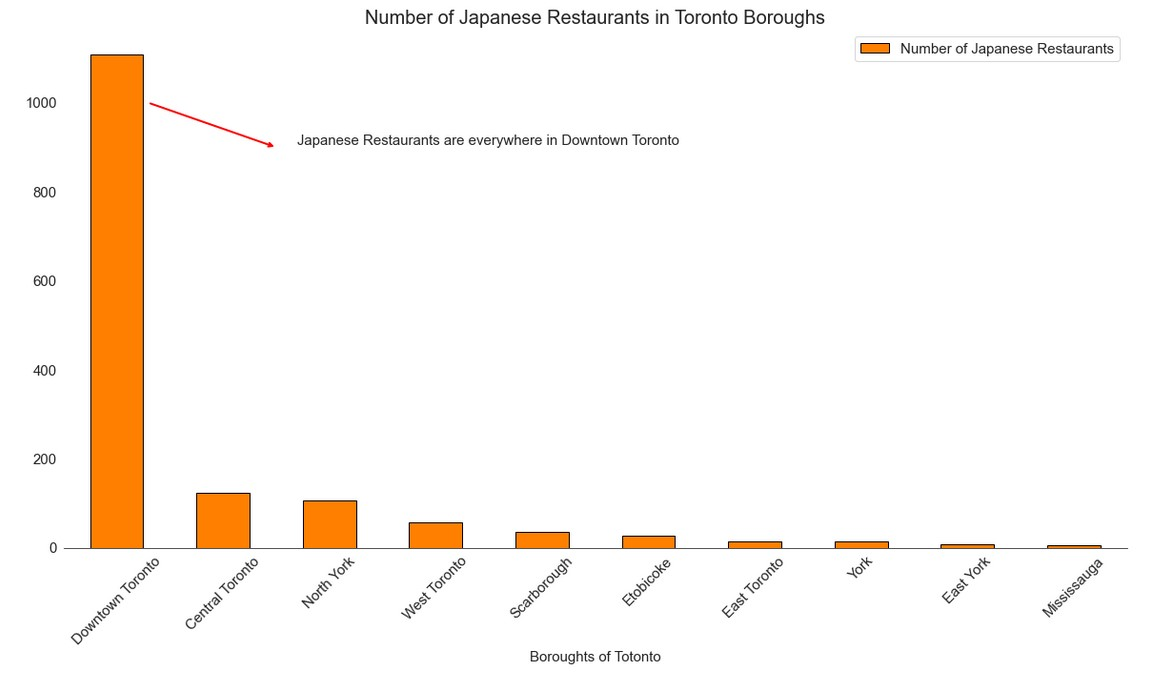 Number of Japanese Restaurants in Toronto Boroughs
Number of Japanese Restaurants
1000
Japanese Restaurants are everywhere in Downtown Toronto
800
600
400
200
0
Downtown Toronto
Central Toronto
North York
West Toronto
Scarborough
Etobicoke
East Toronto
York
East York
Mississauga
Boroughts of Totonto